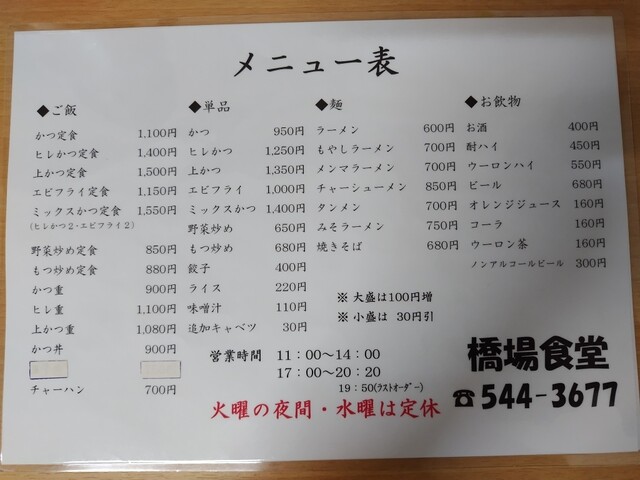 メニュー表
◆ご飯
かつ定食 1,100円
ヒレかつ定食 1,400円
上かつ定食 1,500円
エビフライ定食 1,150円
ミックスかつ定食 1,550円
(ヒレかつ2・エビフライ2)
野菜炒め定食 850円
もつ炒め定食 880円
かつ重 900円
ヒレ重 1,100円
上かつ重 1,080円
かつ丼 900円
チャーハン 700円
◆単品
かつ 950円
ヒレかつ 1,250円
上かつ 1,350円
エビフライ 1,000円
ミックスかつ 1,400円
野菜炒め 650円
もつ炒め 680円
餃子 400円
ライス 220円
味噌汁 110円
追加キャベツ 30円
◆麺
ラーメン 600円
もやしラーメン 700円
メンマラーメン 700円
チャーシューメン 850円
タンメン 700円
みそラーメン 750円
焼きそば 680円
◆お飲物
お酒 400円
酎ハイ 450円
ウーロンハイ 550円
ビール 680円
オレンジジュース 160円
コーラ 160円
ウーロン茶 160円
ノンアルコールビール 300円
※ 大盛は100円増
※ 小盛は 30円引
営業時間 11:00～14:00
17:00～20:20
19:50(ラストオーダー)
火曜の夜間・水曜は定休
橋場食堂
☎544-3677